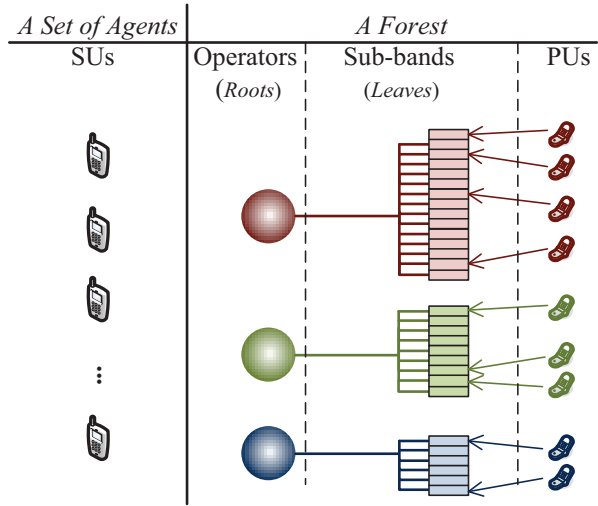 A Set of Agents
A Forest
SUs
Operators
Sub-bands
PUs
(Roots)
(Leaves)
...